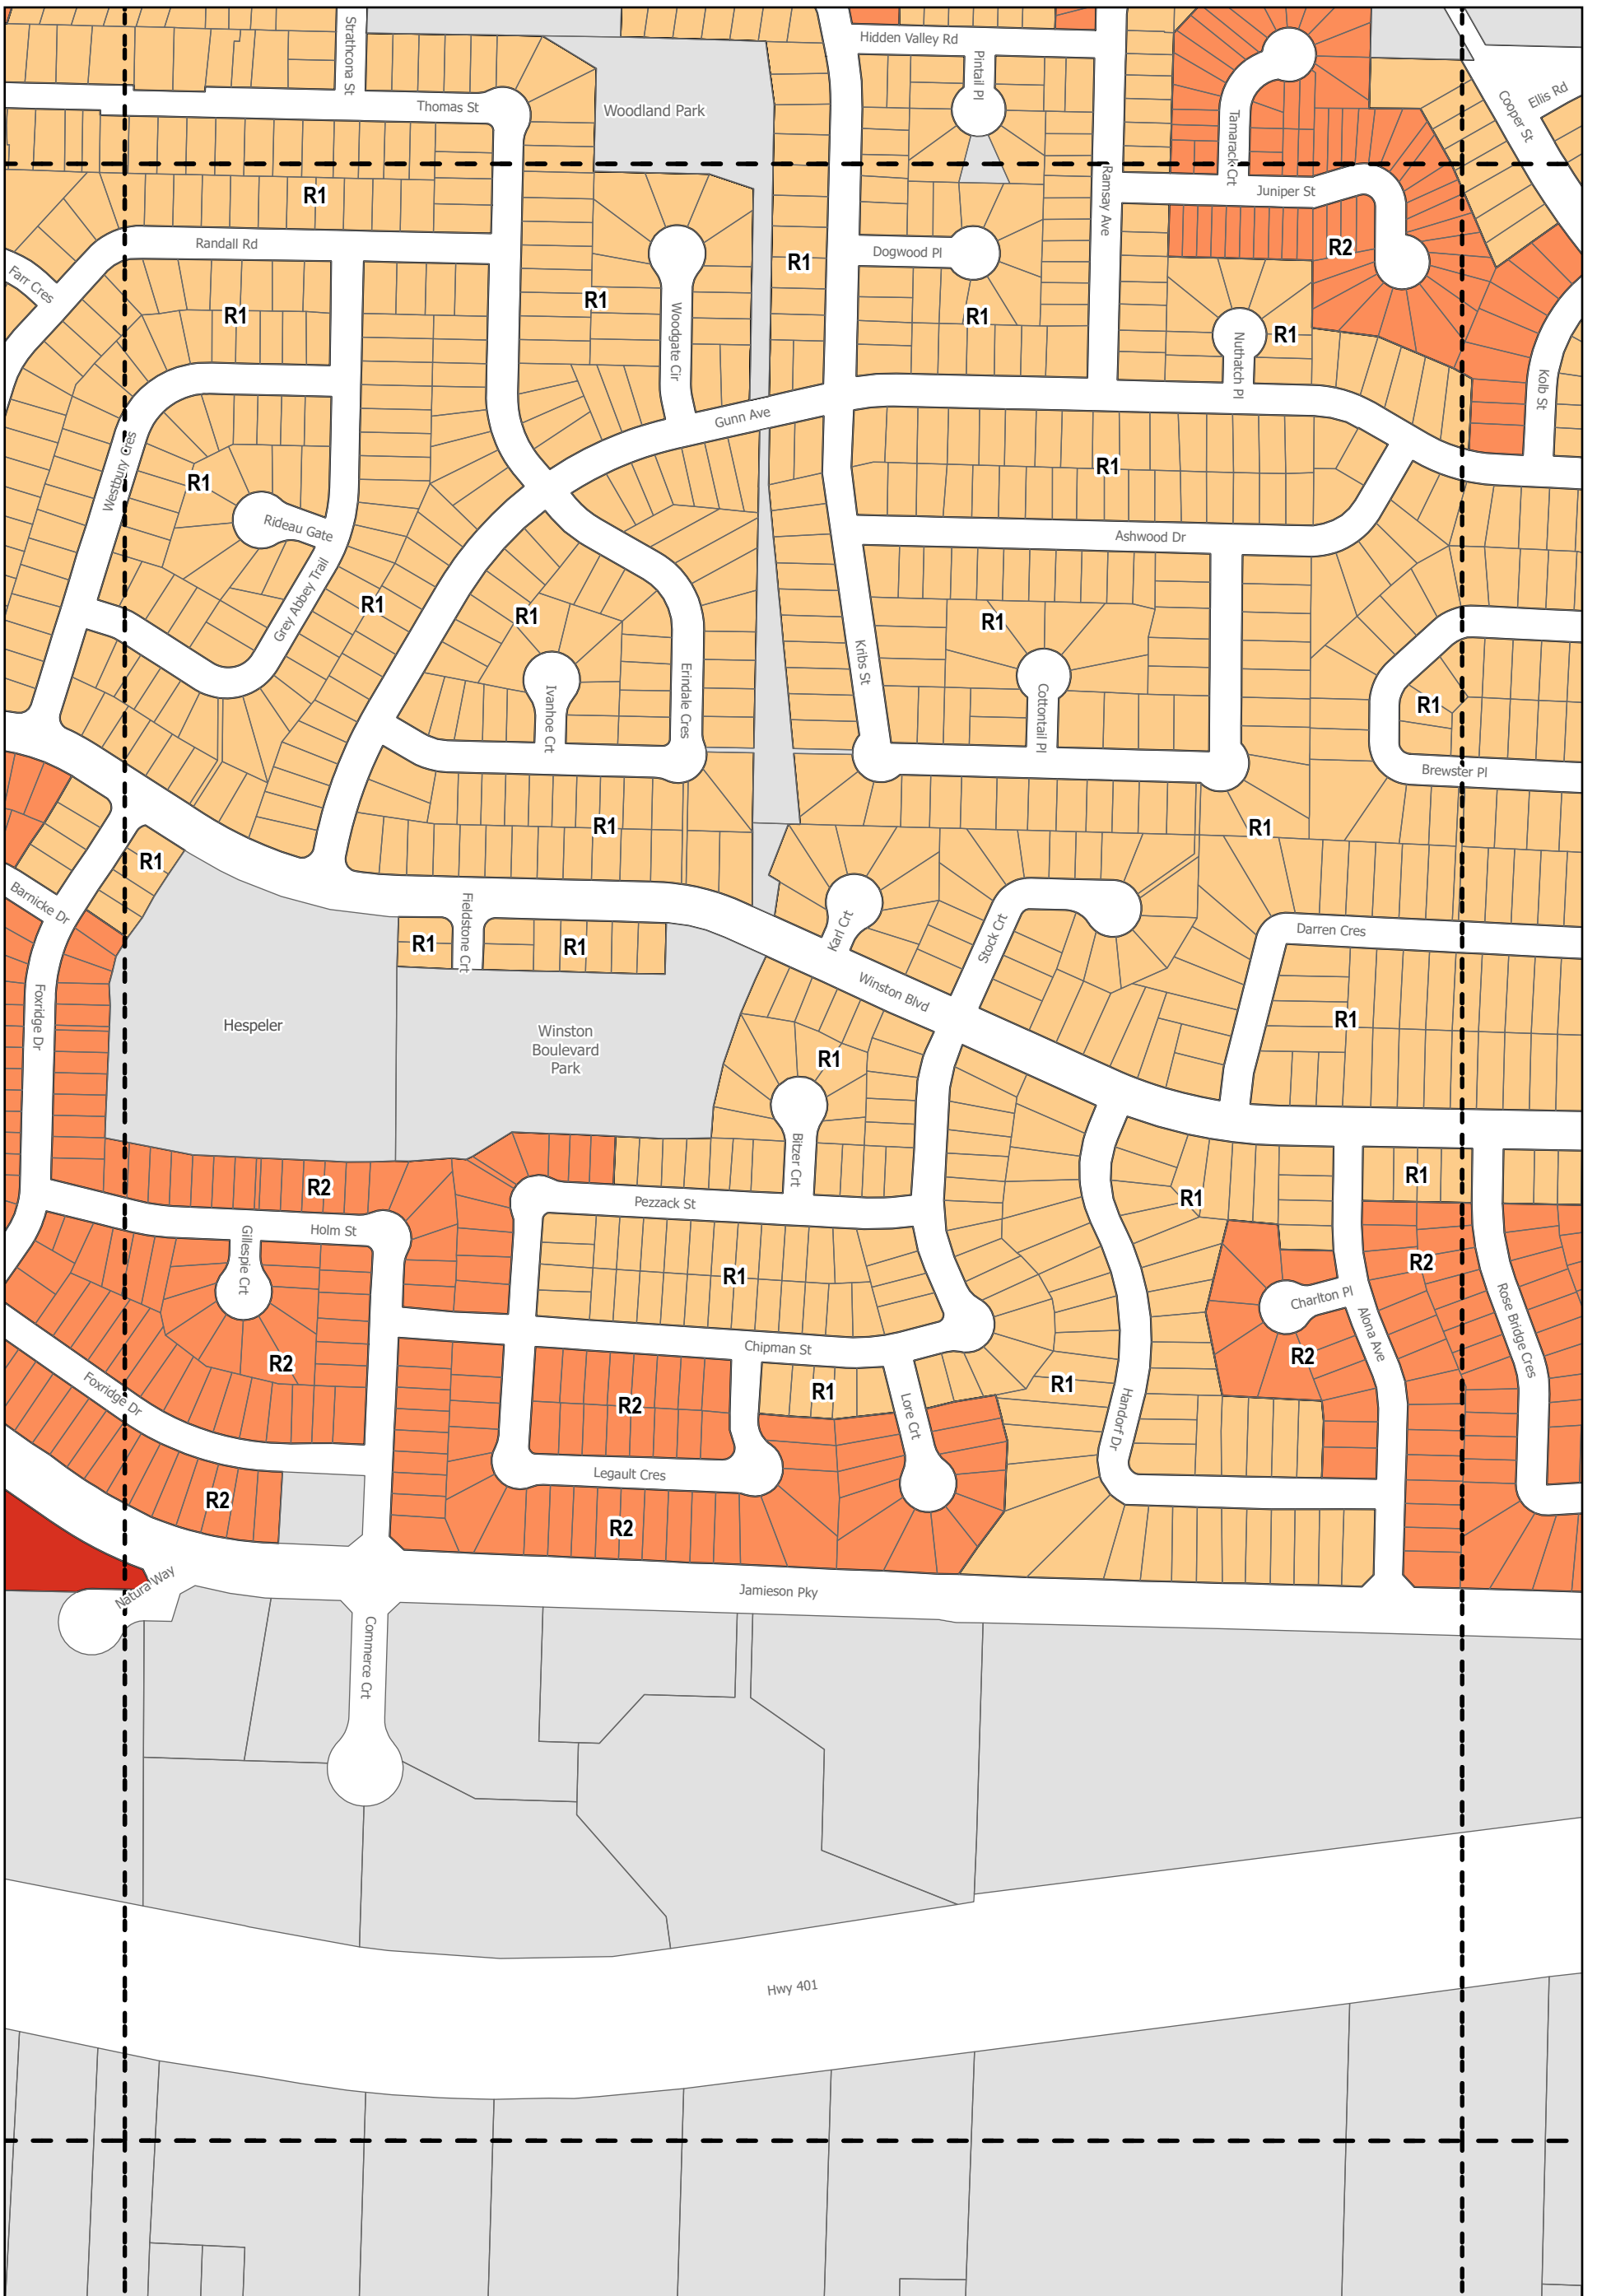 Strathcona St
Hidden Valley Rd
Pintail Pl
Thomas St
Woodland Park
Tamarack Crt
Cooper St
Ellis Rd
R1
Ramsay Ave
Juniper St
Randall Rd
R1
Dogwood Pl
R2
Farr Cres
R1
R1
Woodgate Cir
R1
Nuthatch Pl
R1
Kolb St
Gunn Ave
Westbury Cres
R1
R1
Rideau Gate
Ashwood Dr
Grey Abbey Trail
R1
R1
R1
Kribs St
Ivanhoe Crt
Erindale Cres
Cottontail Pl
R1
Brewster Pl
R1
R1
R1
Barnicke Dr
Fieldstone Crt
R1
R1
Karl Crt
Stock Crt
Darren Cres
Winston Blvd
Foxridge Dr
Hespeler
Winston
Boulevard
Park
R1
R1
Bitzer Crt
R2
Pezzack St
R1
R1
Holm St
Gillespie Crt
R1
R2
Charlton Pl
Alona Ave
Rose Bridge Cres
Chipman St
R2
R2
Foxridge Dr
R2
R1
Lore Crt
R1
Handorf Dr
Legault Cres
R2
R2
Natura Way
Jamieson Pky
Commerce Crt
Hwy 401